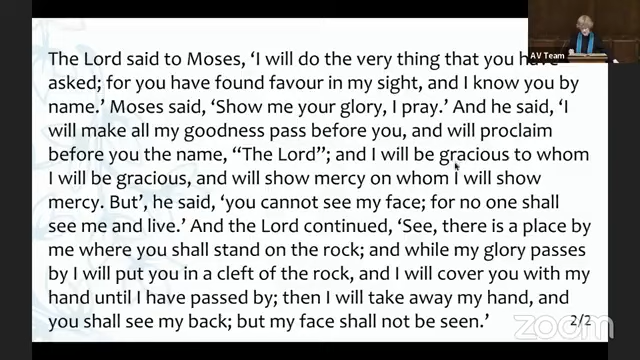 AV Team
The Lord said to Moses, ‘I will do the very thing that you have
asked; for you have found favour in my sight, and I know you by
name.’ Moses said, ‘Show me your glory, I pray.’ And he said, ‘I
will make all my goodness pass before you, and will proclaim
before you the name, “The Lord”; and I will be gracious to whom
I will be gracious, and will show mercy on whom I will show
mercy. But’, he said, ‘you cannot see my face; for no one shall
see me and live.’ And the Lord continued, ‘See, there is a place by
me where you shall stand on the rock; and while my glory passes
by I will put you in a cleft of the rock, and I will cover you with my
hand until I have passed by; then I will take away my hand, and
you shall see my back; but my face shall not be seen.’
2/2
zoom